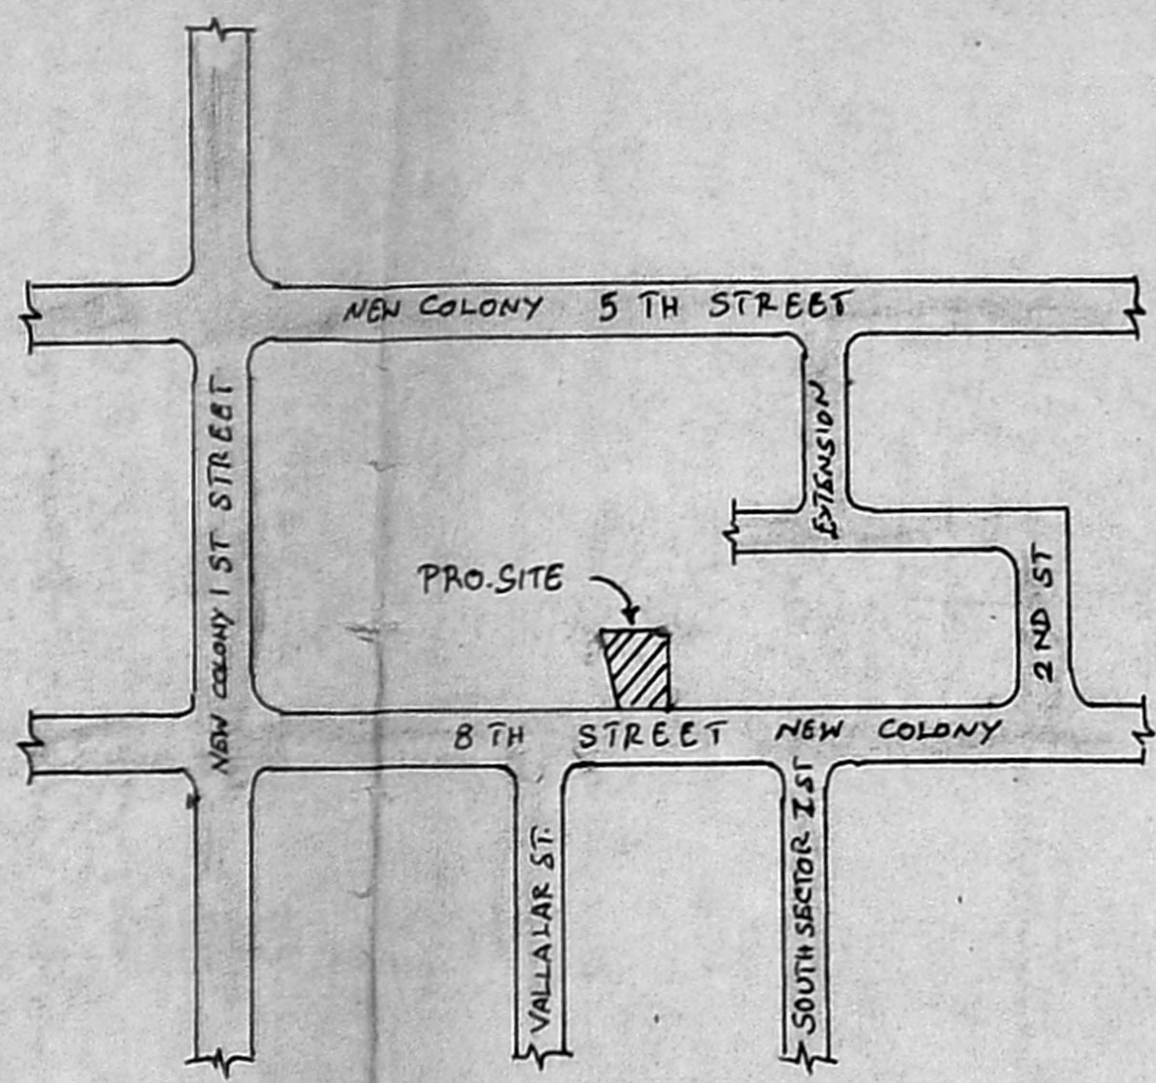 NEW COLONY 5 TH STREET
NEW COLONY 1 ST STREET
EXTENSION
PRO.SITE
2 ND ST
8 TH STREET NEW COLONY
VALLALAR ST.
SOUTH SECTOR I ST